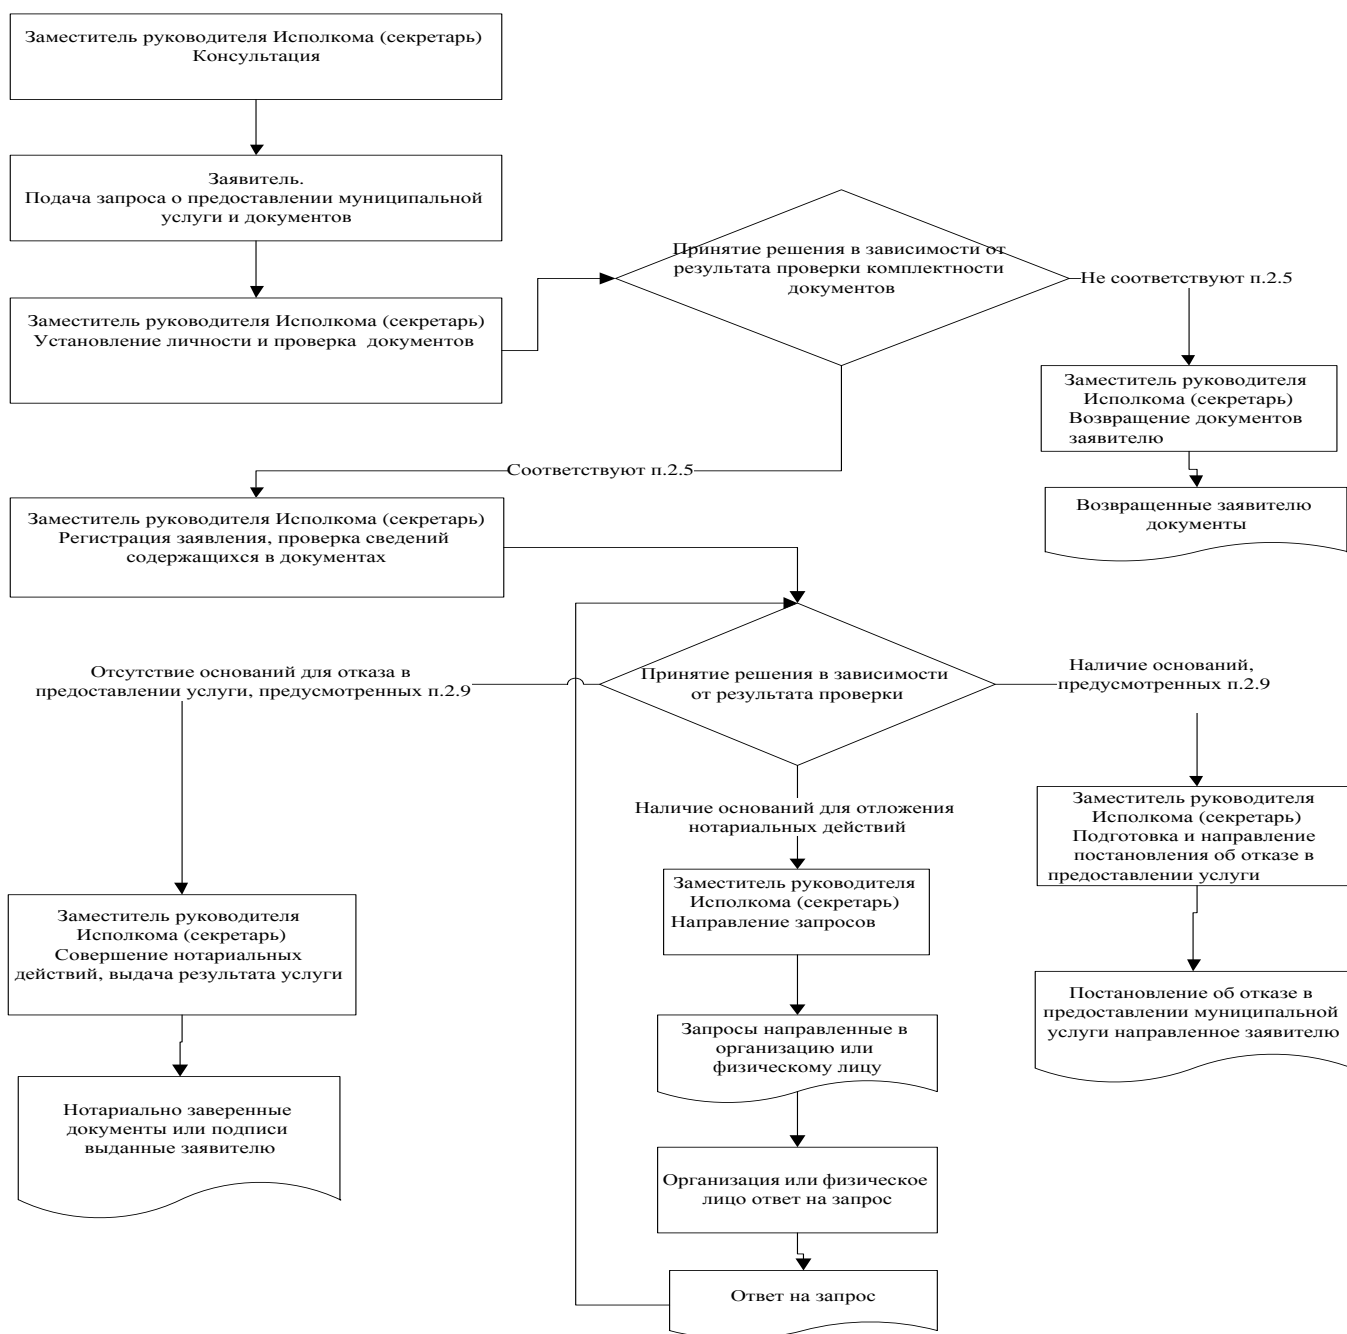 Заместитель руководителя Исполкома (секретарь)
Консультация
Заявитель.
Подача запроса о предоставлении муниципальной
услуги и документов
Заместитель руководителя Исполкома (секретарь)
Установление личности и проверка документов
Принятие решения в зависимости от
результата проверки комплектности
документов
Не соответствуют п.2.5
Заместитель руководителя
Исполкома (секретарь)
Возвращение документов
заявителю
Возвращенные заявителю
документы
Соответствуют п.2.5
Заместитель руководителя Исполкома (секретарь)
Регистрация заявления, проверка сведений
содержащихся в документах
Принятие решения в зависимости
от результата проверки
Отсутствие оснований для отказа в
предоставлении услуги, предусмотренных п.2.9
Наличие оснований,
предусмотренных п.2.9
Наличие оснований для отложения
нотариальных действий
Заместитель руководителя
Исполкома (секретарь)
Совершение нотариальных
действий, выдача результата услуги
Нотариально заверенные
документы или подписи
выданные заявителю
Заместитель руководителя
Исполкома (секретарь)
Направление запросов
Запросы направленные в
организацию или
физическому лицу
Организация или физическое
лицо ответ на запрос
Ответ на запрос
Заместитель руководителя
Исполкома (секретарь)
Подготовка и направление
постановления об отказе в
предоставлении услуги
Постановление об отказе в
предоставлении муниципальной
услуги направленное заявителю